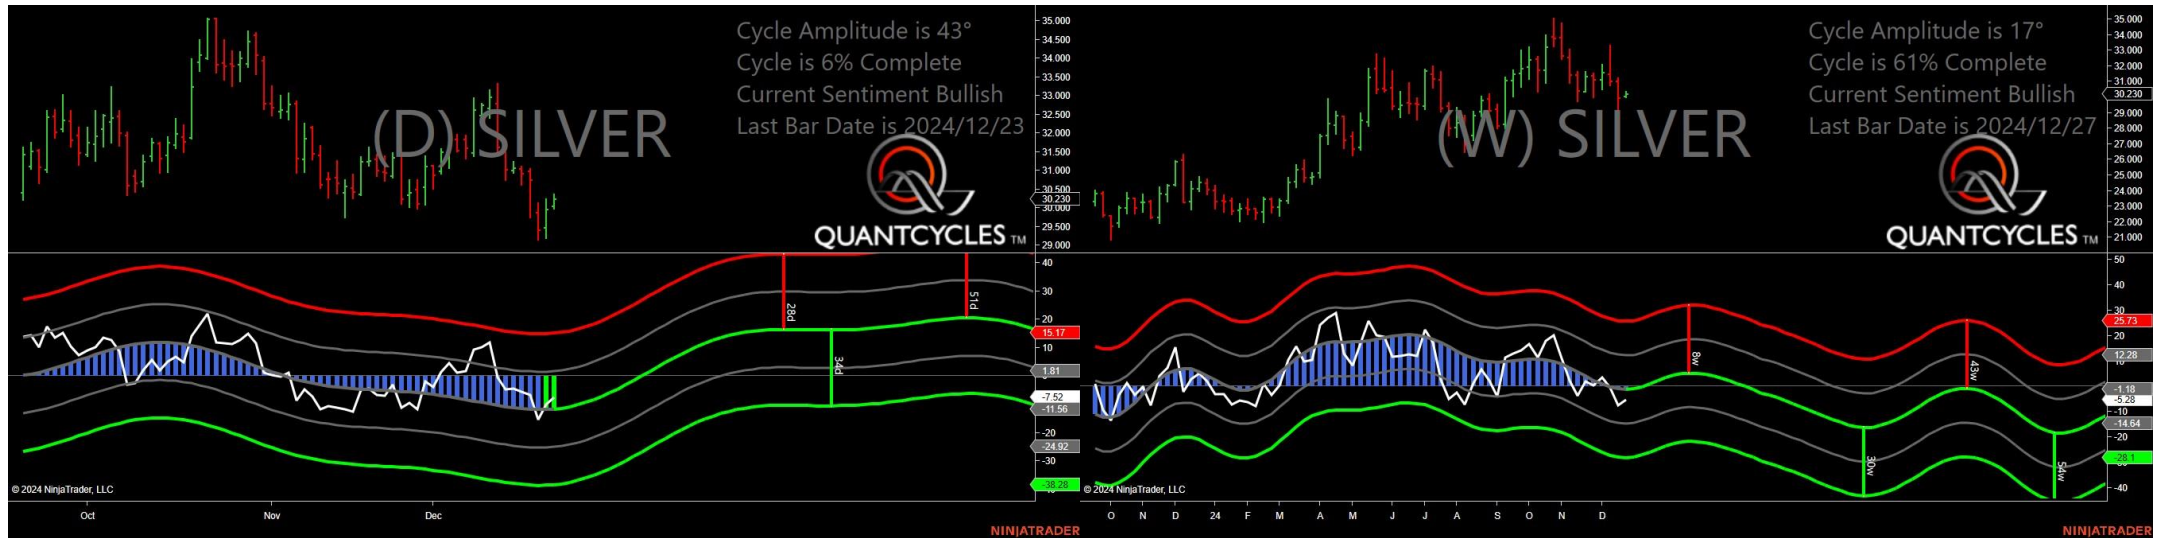 Cycle Amplitude is 43°
Cycle is 6% Complete
Current Sentiment Bullish
Last Bar Date is 2024/12/23
(D) SILVER
QUANTCYCLES TM
35.000
34.500
34.000
33.500
33.000
32.500
32.000
31.500
31.000
30.500
30.230
30.000
29.500
29.000
28d
34d
51d
40
30
20
15.17
10
1.81
-7.52
-11.56
-20
-24.92
-30
-38.28
© 2024 NinjaTrader, LLC
Oct
Nov
Dec
NINJATRADER
Cycle Amplitude is 17°
Cycle is 61% Complete
Current Sentiment Bullish
Last Bar Date is 2024/12/27
(W) SILVER
QUANTCYCLES TM
35.000
34.000
33.000
32.000
31.000
30.230
29.000
28.000
27.000
26.000
25.000
24.000
23.000
22.000
21.000
8w
30w
43w
54w
50
40
30
25.73
20
12.28
-1.18
-5.28
-10
-14.64
-20
-28.1
-40
© 2024 NinjaTrader, LLC
O
N
D
24
F
M
A
M
J
J
A
S
O
N
D
NINJATRADER